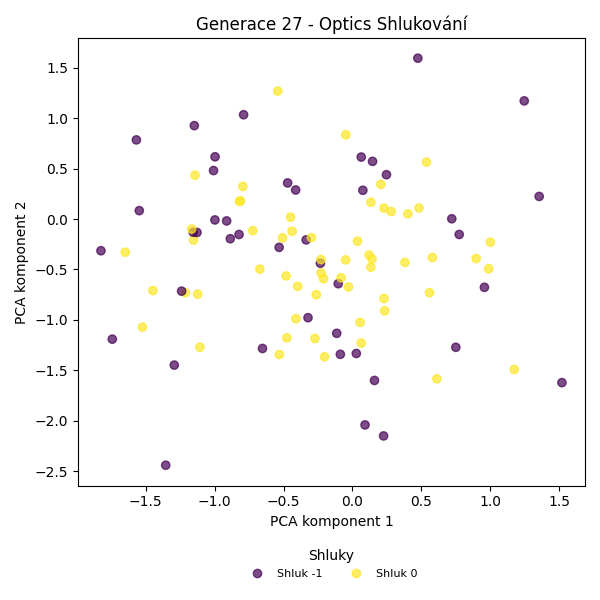 Generace 27 - Optics Shlukování
PCA komponent 2
1.5
1.0
0.5
0.0
−0.5
−1.0
−1.5
−2.0
−2.5
−1.5
−1.0
−0.5
0.0
0.5
1.0
1.5
PCA komponent 1
Shluky
Shluk -1
Shluk 0